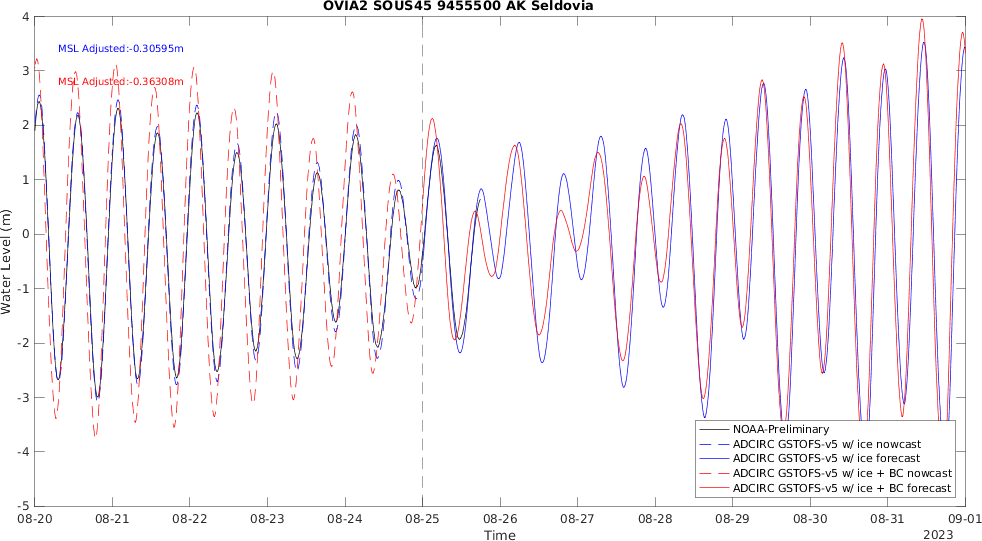 OVIA2 SOUS45 9455500 AK Seldovia
MSL Adjusted:-0.30595m
MSL Adjusted:-0.36308m
Water Level (m)
4
3
2
1
0
-1
-2
-3
-4
-5
NOAA-Preliminary
ADCIRC GSTOFS-v5 w/ ice nowcast
ADCIRC GSTOFS-v5 w/ ice forecast
ADCIRC GSTOFS-v5 w/ ice + BC nowcast
ADCIRC GSTOFS-v5 w/ ice + BC forecast
08-20 08-21 08-22 08-23 08-24 08-25 08-26 08-27 08-28 08-29 08-30 08-31 09-01
Time
2023